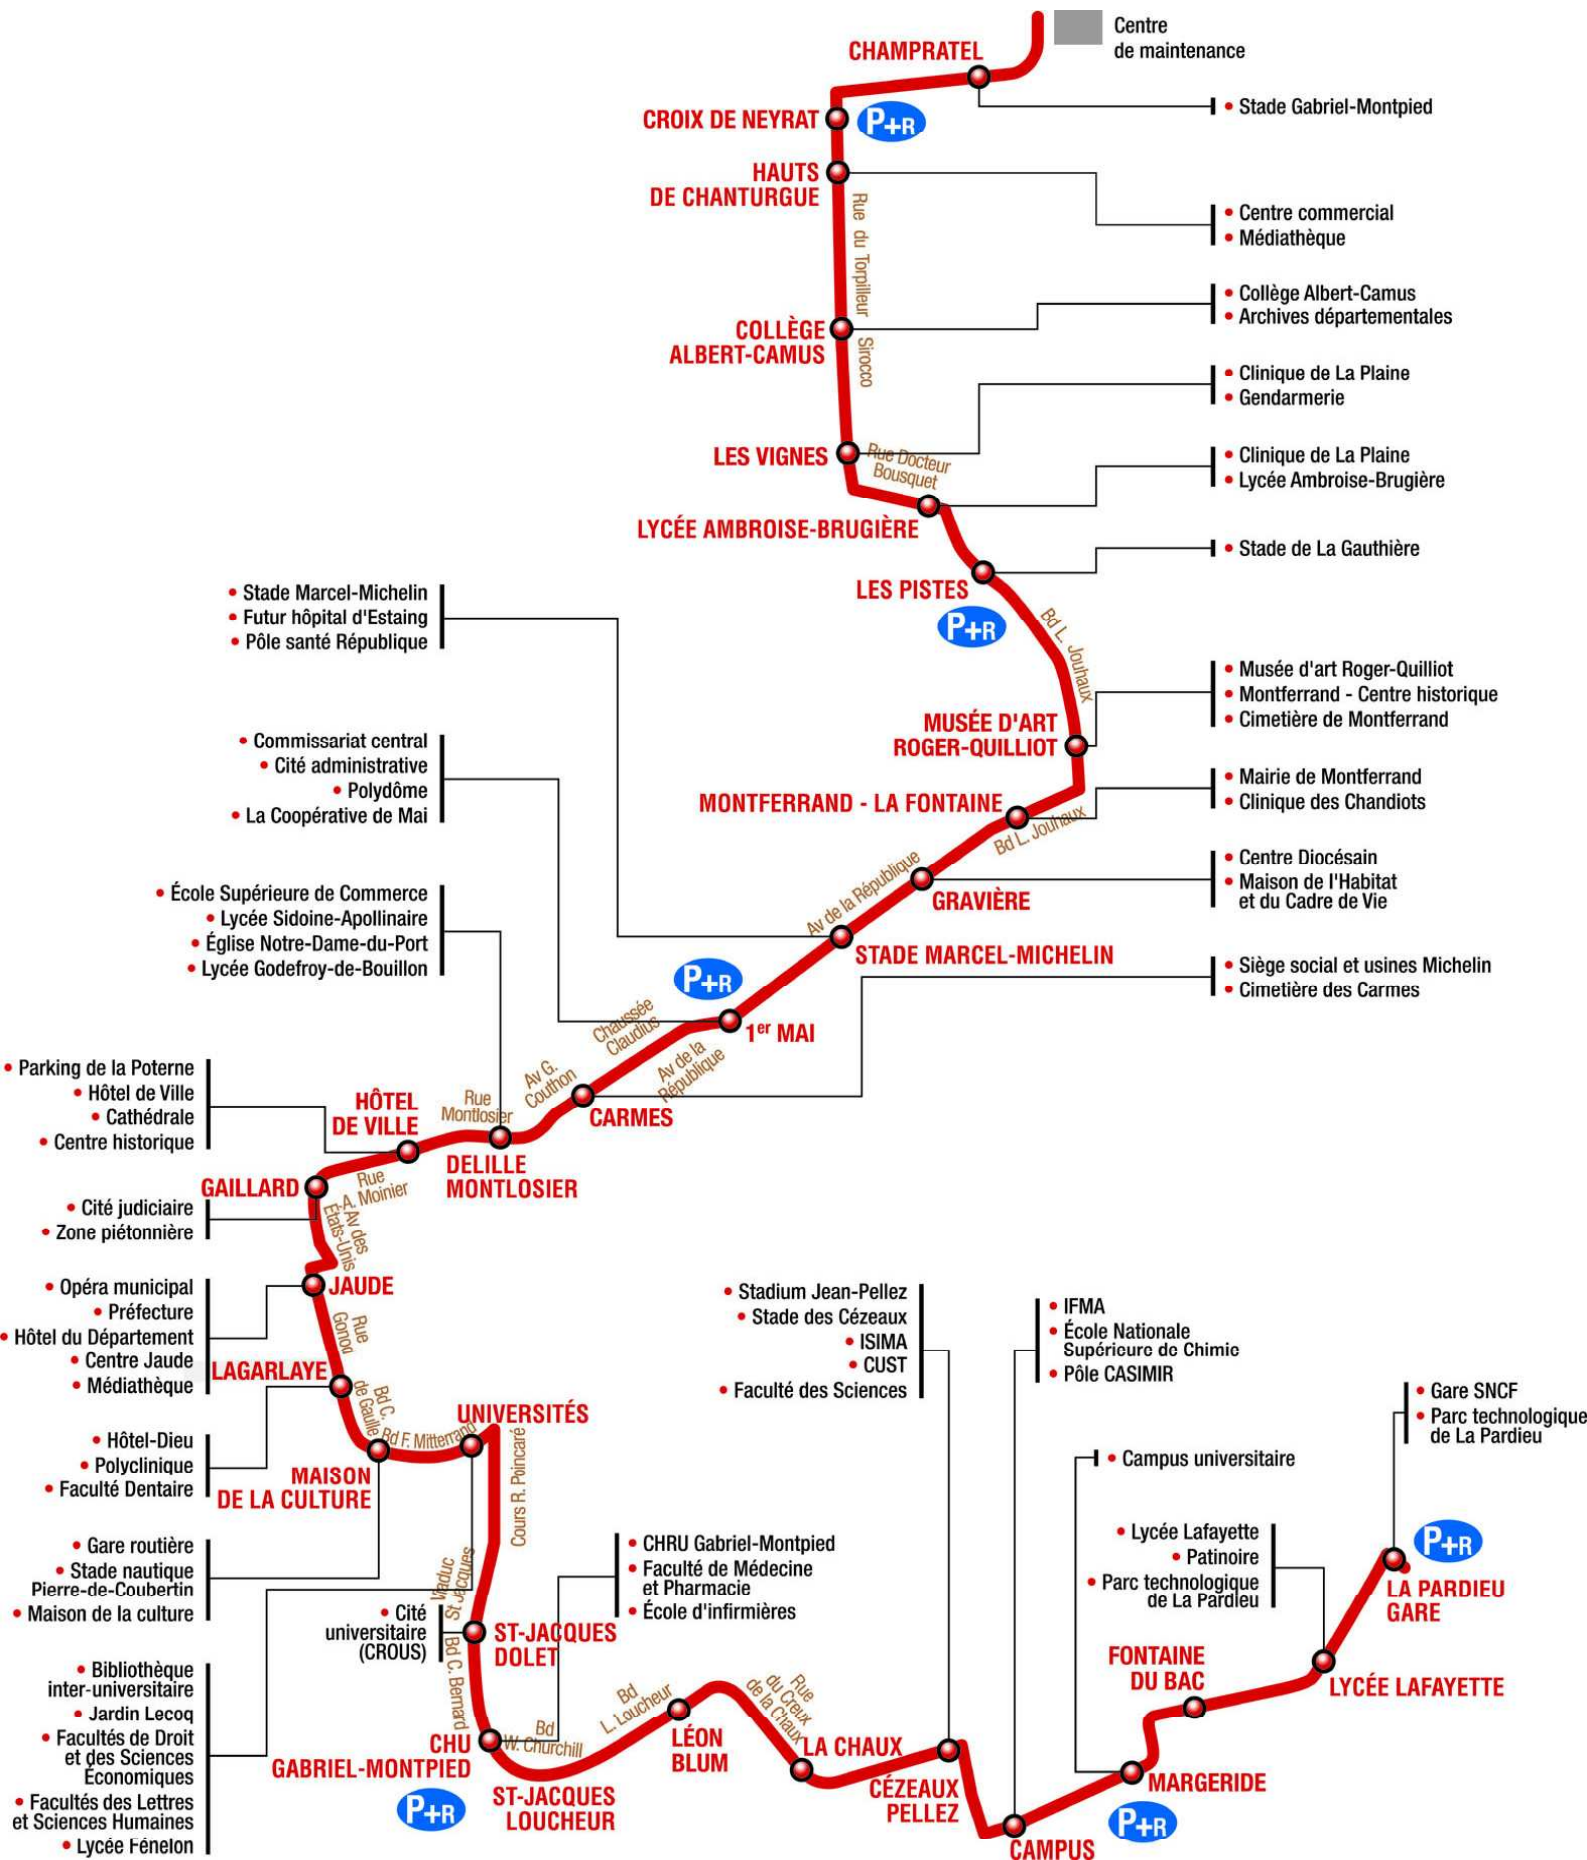 Centre
de maintenance
CHAMPRATEL
• Stade Gabriel-Montpied
CROIX DE NEYRAT
P+R
HAUTS
DE CHANTURGUE
• Centre commercial
• Médiathèque
Rue du Torpilleur
Sirocco
COLLÈGE
ALBERT-CAMUS
• Collège Albert-Camus
• Archives départementales
LES VIGNES
• Clinique de La Plaine
• Gendarmerie
Rue Docteur
Bousquet
LYCÉE AMBROISE-BRUGIÈRE
• Clinique de La Plaine
• Lycée Ambroise-Brugière
LES PISTES
P+R
• Stade de La Gauthière
Bd L. Jouhaux
MUSÉE D'ART
ROGER-QUILLIOT
• Musée d'art Roger-Quilliot
• Montferrand - Centre historique
• Cimetière de Montferrand
MONTFERRAND - LA FONTAINE
Bd L. Jouhaux
• Mairie de Montferrand
• Clinique des Chandiots
GRAVIÈRE
• Centre Diocésain
• Maison de l'Habitat
et du Cadre de Vie
Av de la République
STADE MARCEL-MICHELIN
• Stade Marcel-Michelin
• Futur hôpital d'Estaing
• Pôle santé République
P+R
1er MAI
• Commissariat central
• Cité administrative
• Polydôme
• La Coopérative de Mai
Chaussée
Claudius
Av de la
République
CARMES
• Siège social et usines Michelin
• Cimetière des Carmes
Av G.
Couthon
Rue
Montlosier
DELILLE
MONTLOSIER
• École Supérieure de Commerce
• Lycée Sidoine-Apollinaire
• Église Notre-Dame-du-Port
• Lycée Godefroy-de-Bouillon
HÔTEL
DE VILLE
• Parking de la Poterne
• Hôtel de Ville
• Cathédrale
• Centre historique
Rue
A. Moinier
GAILLARD
• Cité judiciaire
• Zone piétonnière
Av des
États-Unis
JAUDE
• Opéra municipal
• Préfecture
• Hôtel du Département
• Centre Jaude
• Médiathèque
Rue
Gonod
LAGARLAYE
• Hôtel-Dieu
• Polyclinique
• Faculté Dentaire
Bd C.
de Gaulle
MAISON
DE LA CULTURE
• Gare routière
• Stade nautique
Pierre-de-Coubertin
• Maison de la culture
Bd F. Mitterrand
UNIVERSITÉS
• Bibliothèque
inter-universitaire
• Jardin Lecoq
• Facultés de Droit
et des Sciences
Économiques
• Facultés des Lettres
et Sciences Humaines
• Lycée Fénelon
Cours R. Poincaré
Viaduc
St Jacques
ST-JACQUES
DOLET
• Cité
universitaire
(CROUS)
Bd C. Bernard
CHU
GABRIEL-MONTPIED
P+R
• CHRU Gabriel-Montpied
• Faculté de Médecine
et Pharmacie
• École d'infirmières
Bd
W. Churchill
ST-JACQUES
LOUCHEUR
Bd
L. Loucheur
LÉON
BLUM
Rue
du Creux
de la Chaux
LA CHAUX
CÉZEAUX
PELLEZ
• Stadium Jean-Pellez
• Stade des Cézeaux
• ISIMA
• CUST
• Faculté des Sciences
CAMPUS
• IFMA
• École Nationale
Supérieure de Chimie
• Pôle CASIMIR
MARGERIDE
P+R
• Campus universitaire
FONTAINE
DU BAC
LYCÉE LAFAYETTE
• Lycée Lafayette
• Patinoire
• Parc technologique
de La Pardieu
LA PARDIEU
GARE
P+R
• Gare SNCF
• Parc technologique
de La Pardieu